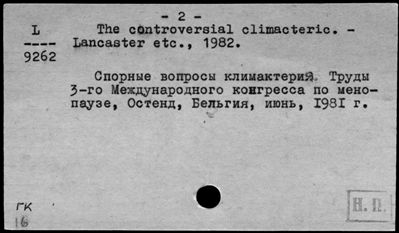 - 2 -
L The controversial climacteric. -
---- Lancaster etc., 1982.
9262
Спорные вопросы климактерия. Труды
3-го Международного конгресса по мено-
паузе, Остенд, Бельгия, июнь, 1981 г.
ГК
16
Н. П.